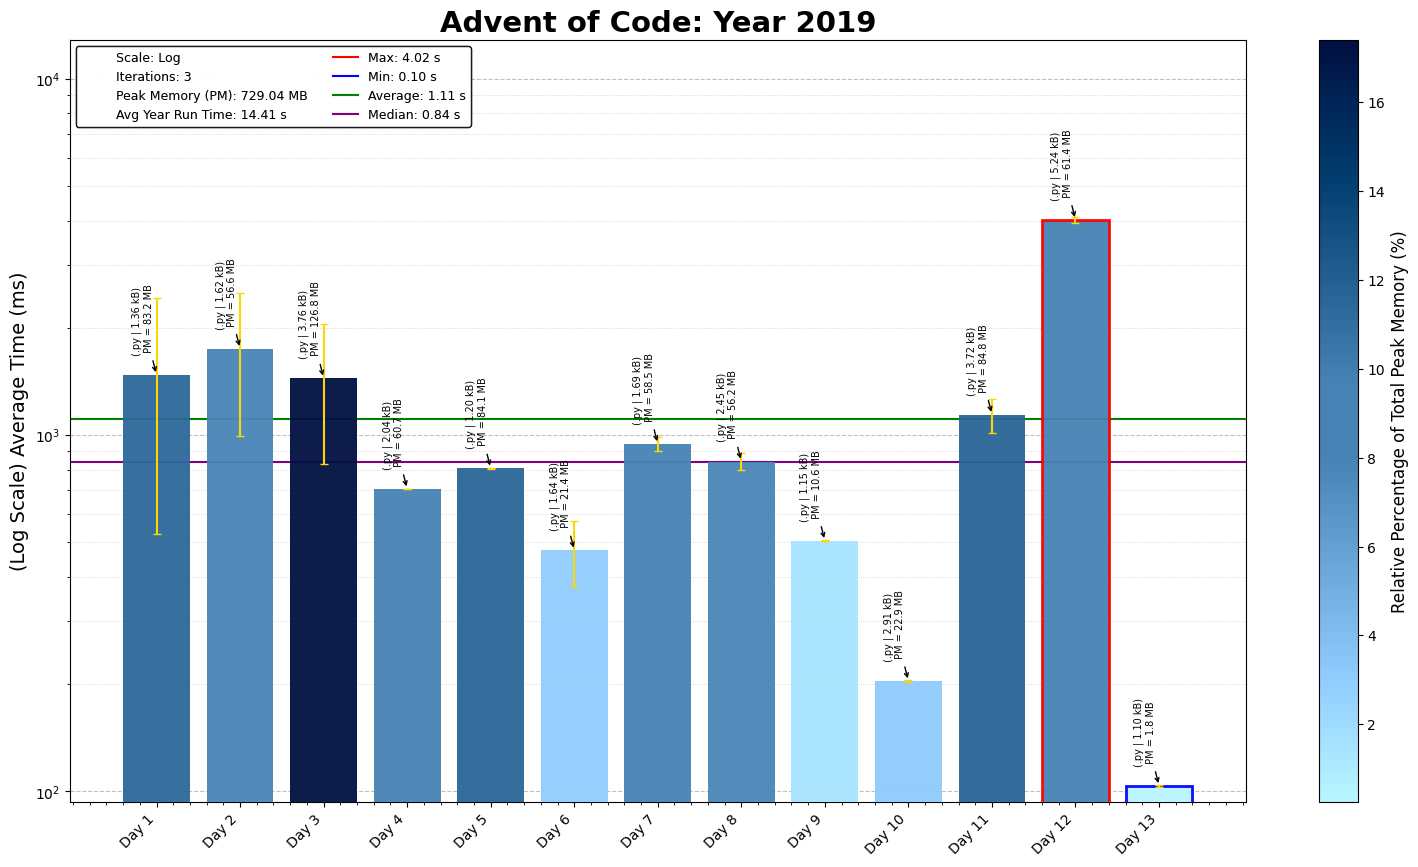 Advent of Code: Year 2019
Scale: Log
Iterations: 3
Peak Memory (PM): 729.04 MB
Avg Year Run Time: 14.41 s
Max: 4.02 s
Min: 0.10 s
Average: 1.11 s
Median: 0.84 s
(Log Scale) Average Time (ms)
10^4
10^3
10^2
(.py | 1.36 kB)
PM = 83.2 MB
(.py | 1.62 kB)
PM = 56.6 MB
(.py | 3.76 kB)
PM = 126.8 MB
(.py | 2.04 kB)
PM = 60.7 MB
(.py | 1.20 kB)
PM = 84.1 MB
(.py | 1.64 kB)
PM = 21.4 MB
(.py | 1.69 kB)
PM = 58.5 MB
(.py | 2.45 kB)
PM = 56.2 MB
(.py | 1.15 kB)
PM = 10.6 MB
(.py | 2.91 kB)
PM = 22.9 MB
(.py | 3.72 kB)
PM = 84.8 MB
(.py | 5.24 kB)
PM = 61.4 MB
(.py | 1.10 kB)
PM = 1.8 MB
Day 1
Day 2
Day 3
Day 4
Day 5
Day 6
Day 7
Day 8
Day 9
Day 10
Day 11
Day 12
Day 13
16
14
12
10
8
6
4
2
Relative Percentage of Total Peak Memory (%)